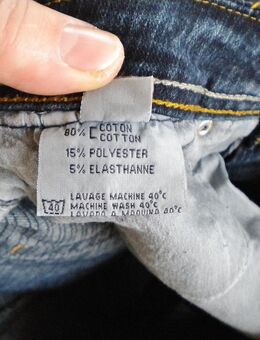 80% COTON
COTTON
15% POLYESTER
5% ELASTHANNE
LAVAGE MACHINE 40°C
40 MACHINE WASH 40°C
LAVADO A MAQUINA 40°C